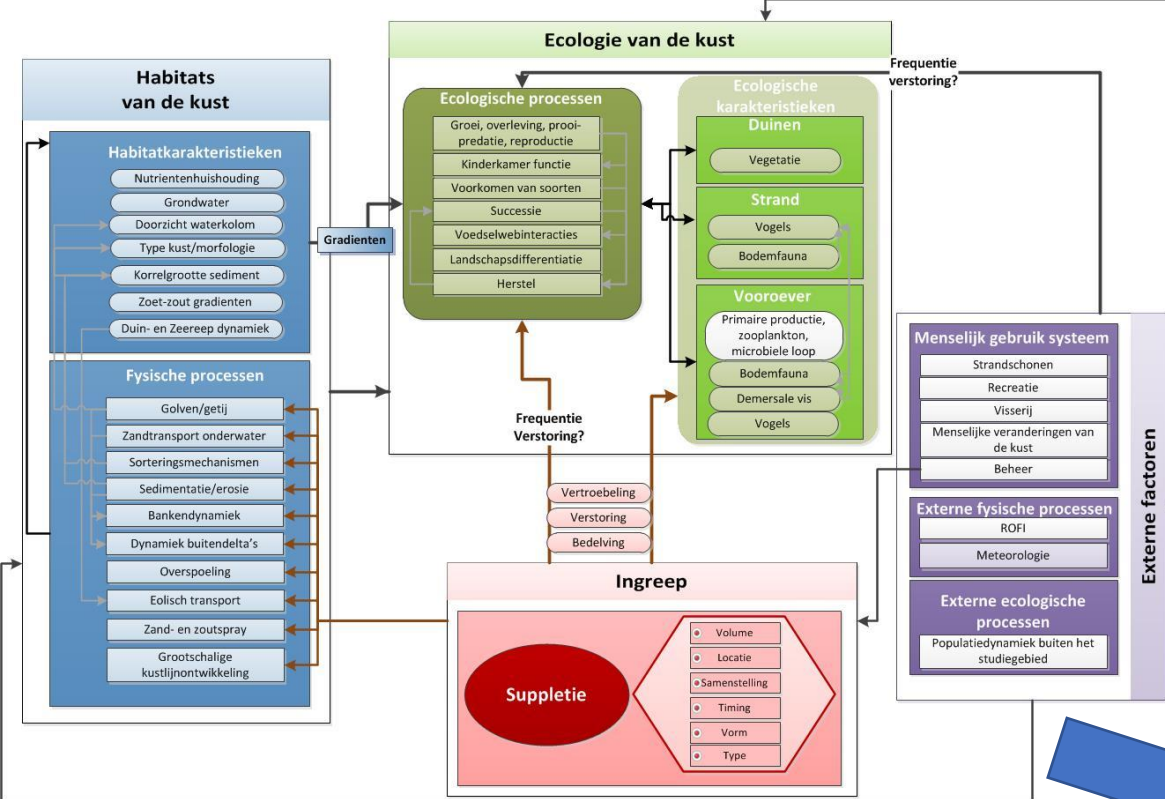 Habitats
van de kust
Habitatkarakteristieken
Nutrientenhuishouding
Grondwater
Doorzicht waterkolom
Type kust/morfologie
Korrelgrootte sediment
Zoet-zout gradienten
Duin- en Zeereep dynamiek
Fysische processen
Golven/getij
Zandtransport onderwater
Sorteringsmechanismen
Sedimentatie/erosie
Bankendynamiek
Dynamiek buitendelta's
Overspoeling
Eolisch transport
Zand- en zoutspray
Grootschalige
kustlijnontwikkeling
Gradienten
Ecologie van de kust
Ecologische processen
Groei, overleving, prooi-
predatie, reproductie
Kinderkamer functie
Voorkomen van soorten
Successie
Voedselwebinteracties
Landschapsdifferentiatie
Herstel
Ecologische
karakteristieken
Duinen
Vegetatie
Strand
Vogels
Bodemfauna
Vooroever
Primaire productie,
zooplankton,
microbiele loop
Bodemfauna
Demersale vis
Vogels
Frequentie
verstoring?
Frequentie
Verstoring?
Vertroebeling
Verstoring
Bedelving
Ingreep
Suppletie
Volume
Locatie
Samenstelling
Timing
Vorm
Type
Menselijk gebruik systeem
Strandschonen
Recreatie
Visserij
Menselijke veranderingen van
de kust
Beheer
Externe fysische processen
ROFI
Meteorologie
Externe ecologische
processen
Populatiedynamiek buiten het
studiegebied
Externe factoren